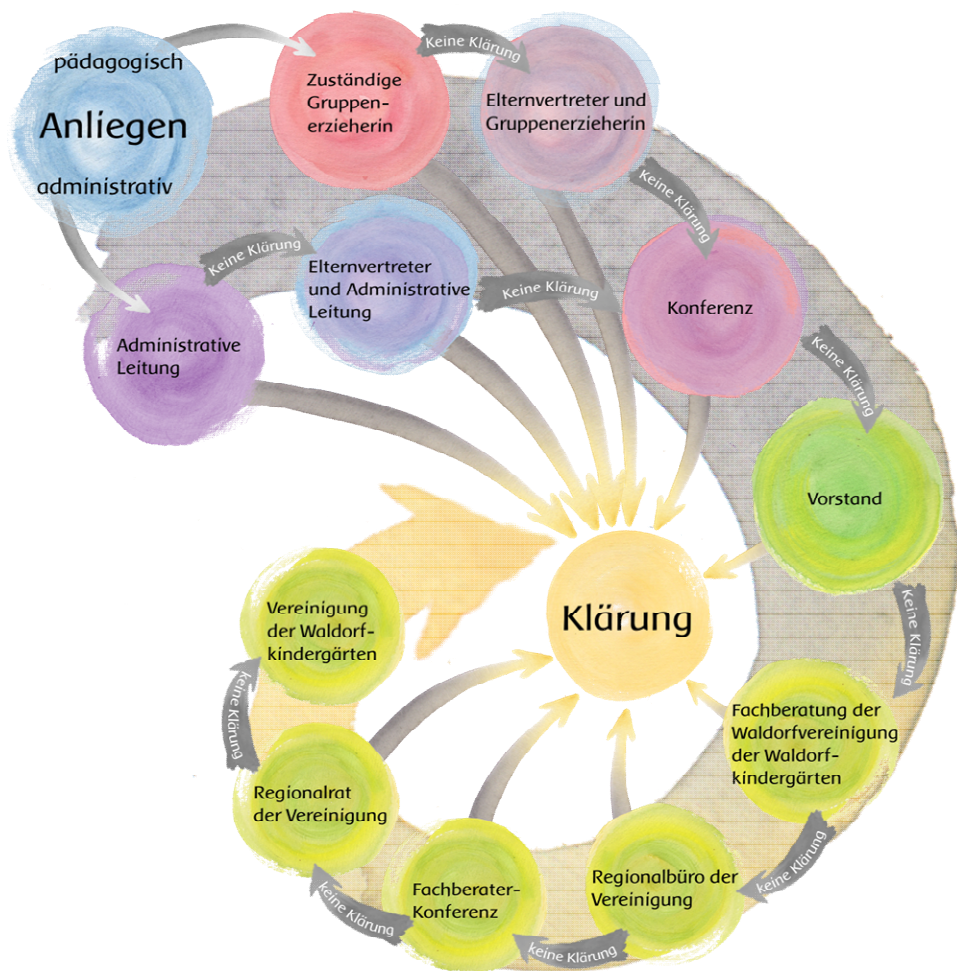 pädagogisch
Anliegen
administrativ
Zuständige
Gruppen-
erzieherin
Keine Klärung
Elternvertreter und
Gruppenerzieherin
Keine Klärung
Administrative
Leitung
Keine Klärung
Elternvertreter
und Administrative
Leitung
Keine Klärung
Konferenz
Keine Klärung
Vorstand
Keine Klärung
Fachberatung der
Waldorfvereinigung
der Waldorf-
kindergärten
keine Klärung
Regionalbüro der
Vereinigung
keine Klärung
Fachberater-
Konferenz
keine Klärung
Regionalrat
der Vereinigung
keine Klärung
Vereinigung
der Waldorf-
kindergärten
Klärung